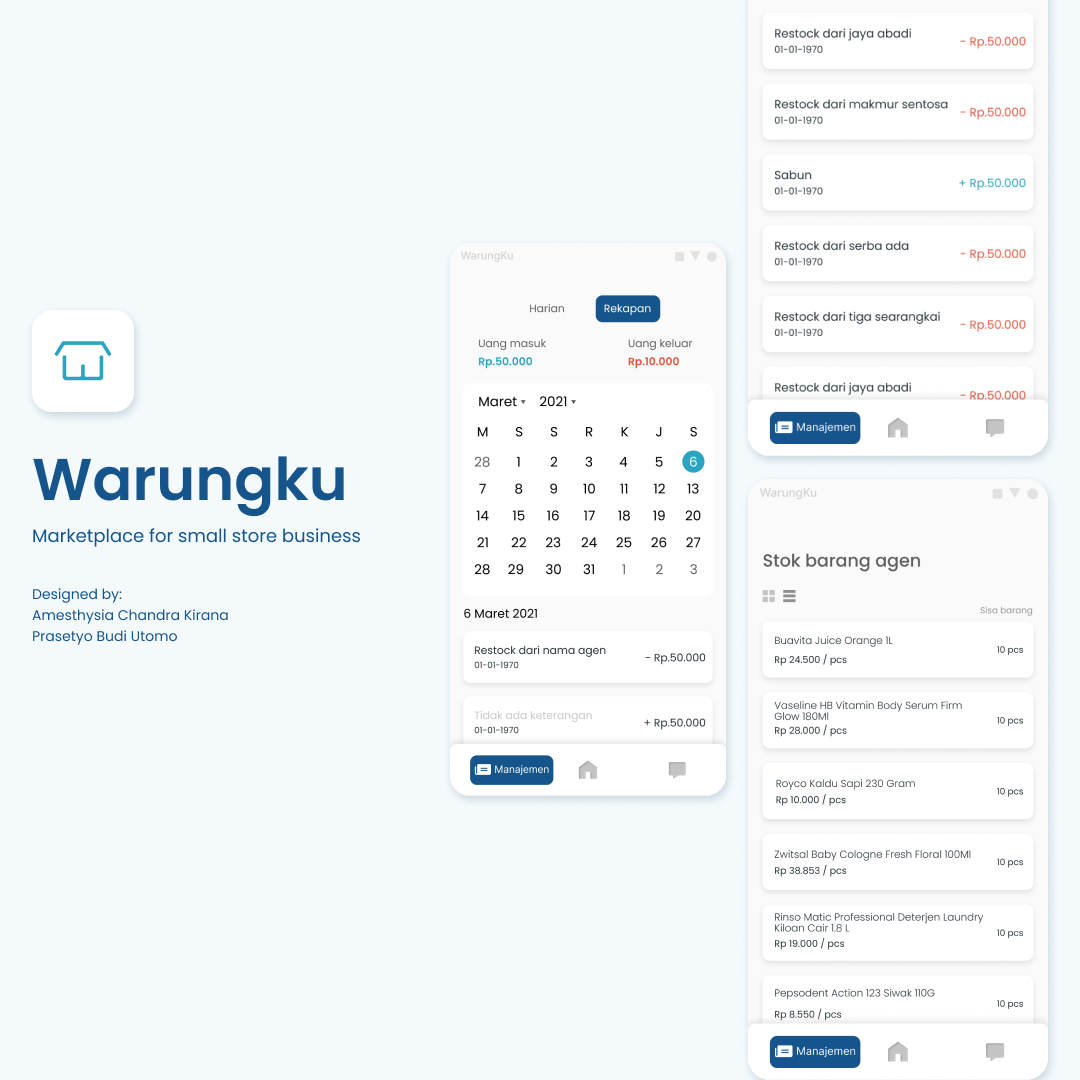 Warungku
Marketplace for small store business
Designed by:
Amesthysia Chandra Kirana
Prasetyo Budi Utomo
WarungKu
Harian Rekapan
Uang masuk Uang keluar
Rp.50.000 Rp.10.000
Maret 2021
M S S R K J S
28 1 2 3 4 5 6
7 8 9 10 11 12 13
14 15 16 17 18 19 20
21 22 23 24 25 26 27
28 29 30 31 1 2 3
6 Maret 2021
Restock dari nama agen
- Rp.50.000
01-01-1970
Tidak ada keterangan
+ Rp.50.000
01-01-1970
Manajemen
Restock dari jaya abadi
- Rp.50.000
01-01-1970
Restock dari makmur sentosa
- Rp.50.000
01-01-1970
Sabun
+ Rp.50.000
01-01-1970
Restock dari serba ada
- Rp.50.000
01-01-1970
Restock dari tiga searangkai
- Rp.50.000
01-01-1970
Restock dari jaya abadi
- Rp.50.000
Manajemen
WarungKu
Stok barang agen
Sisa barang
Buavita Juice Orange 1L
10 pcs
Rp 24.500 / pcs
Vaseline HB Vitamin Body Serum Firm
Glow 180Ml
10 pcs
Rp 28.000 / pcs
Royco Kaldu Sapi 230 Gram
10 pcs
Rp 10.000 / pcs
Zwitsal Baby Cologne Fresh Floral 100Ml
10 pcs
Rp 38.853 / pcs
Rinso Matic Professional Deterjen Laundry
Kiloan Cair 1.8 L
10 pcs
Rp 19.000 / pcs
Pepsodent Action 123 Siwak 110G
10 pcs
Rp 8.550 / pcs
Manajemen